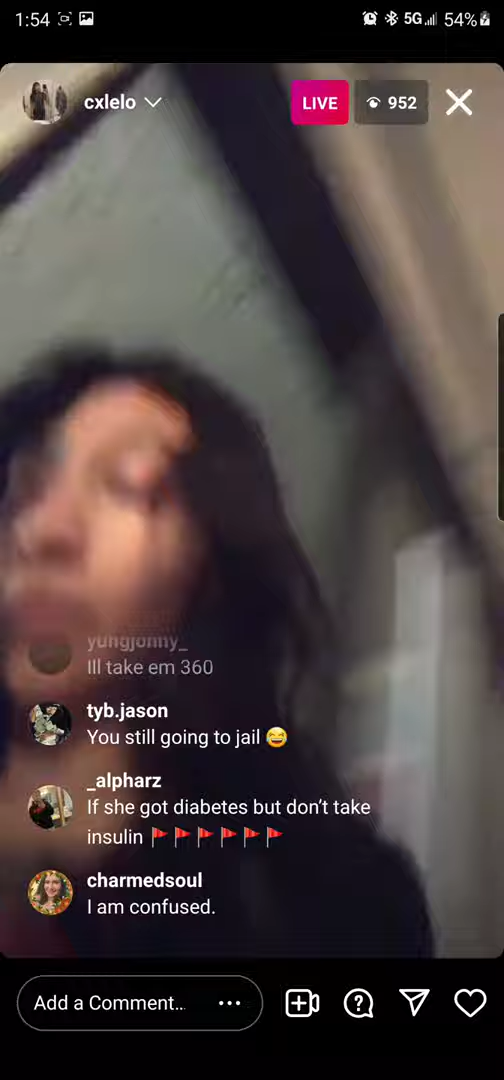 1:54 5G 54%
cxlelo LIVE 952
yungjonny_
Ill take em 360
tyb.jason
You still going to jail 😂
_alpharz
If she got diabetes but don’t take
insulin 🚩🚩🚩🚩🚩🚩
charmedsoul
I am confused.
Add a Comment...